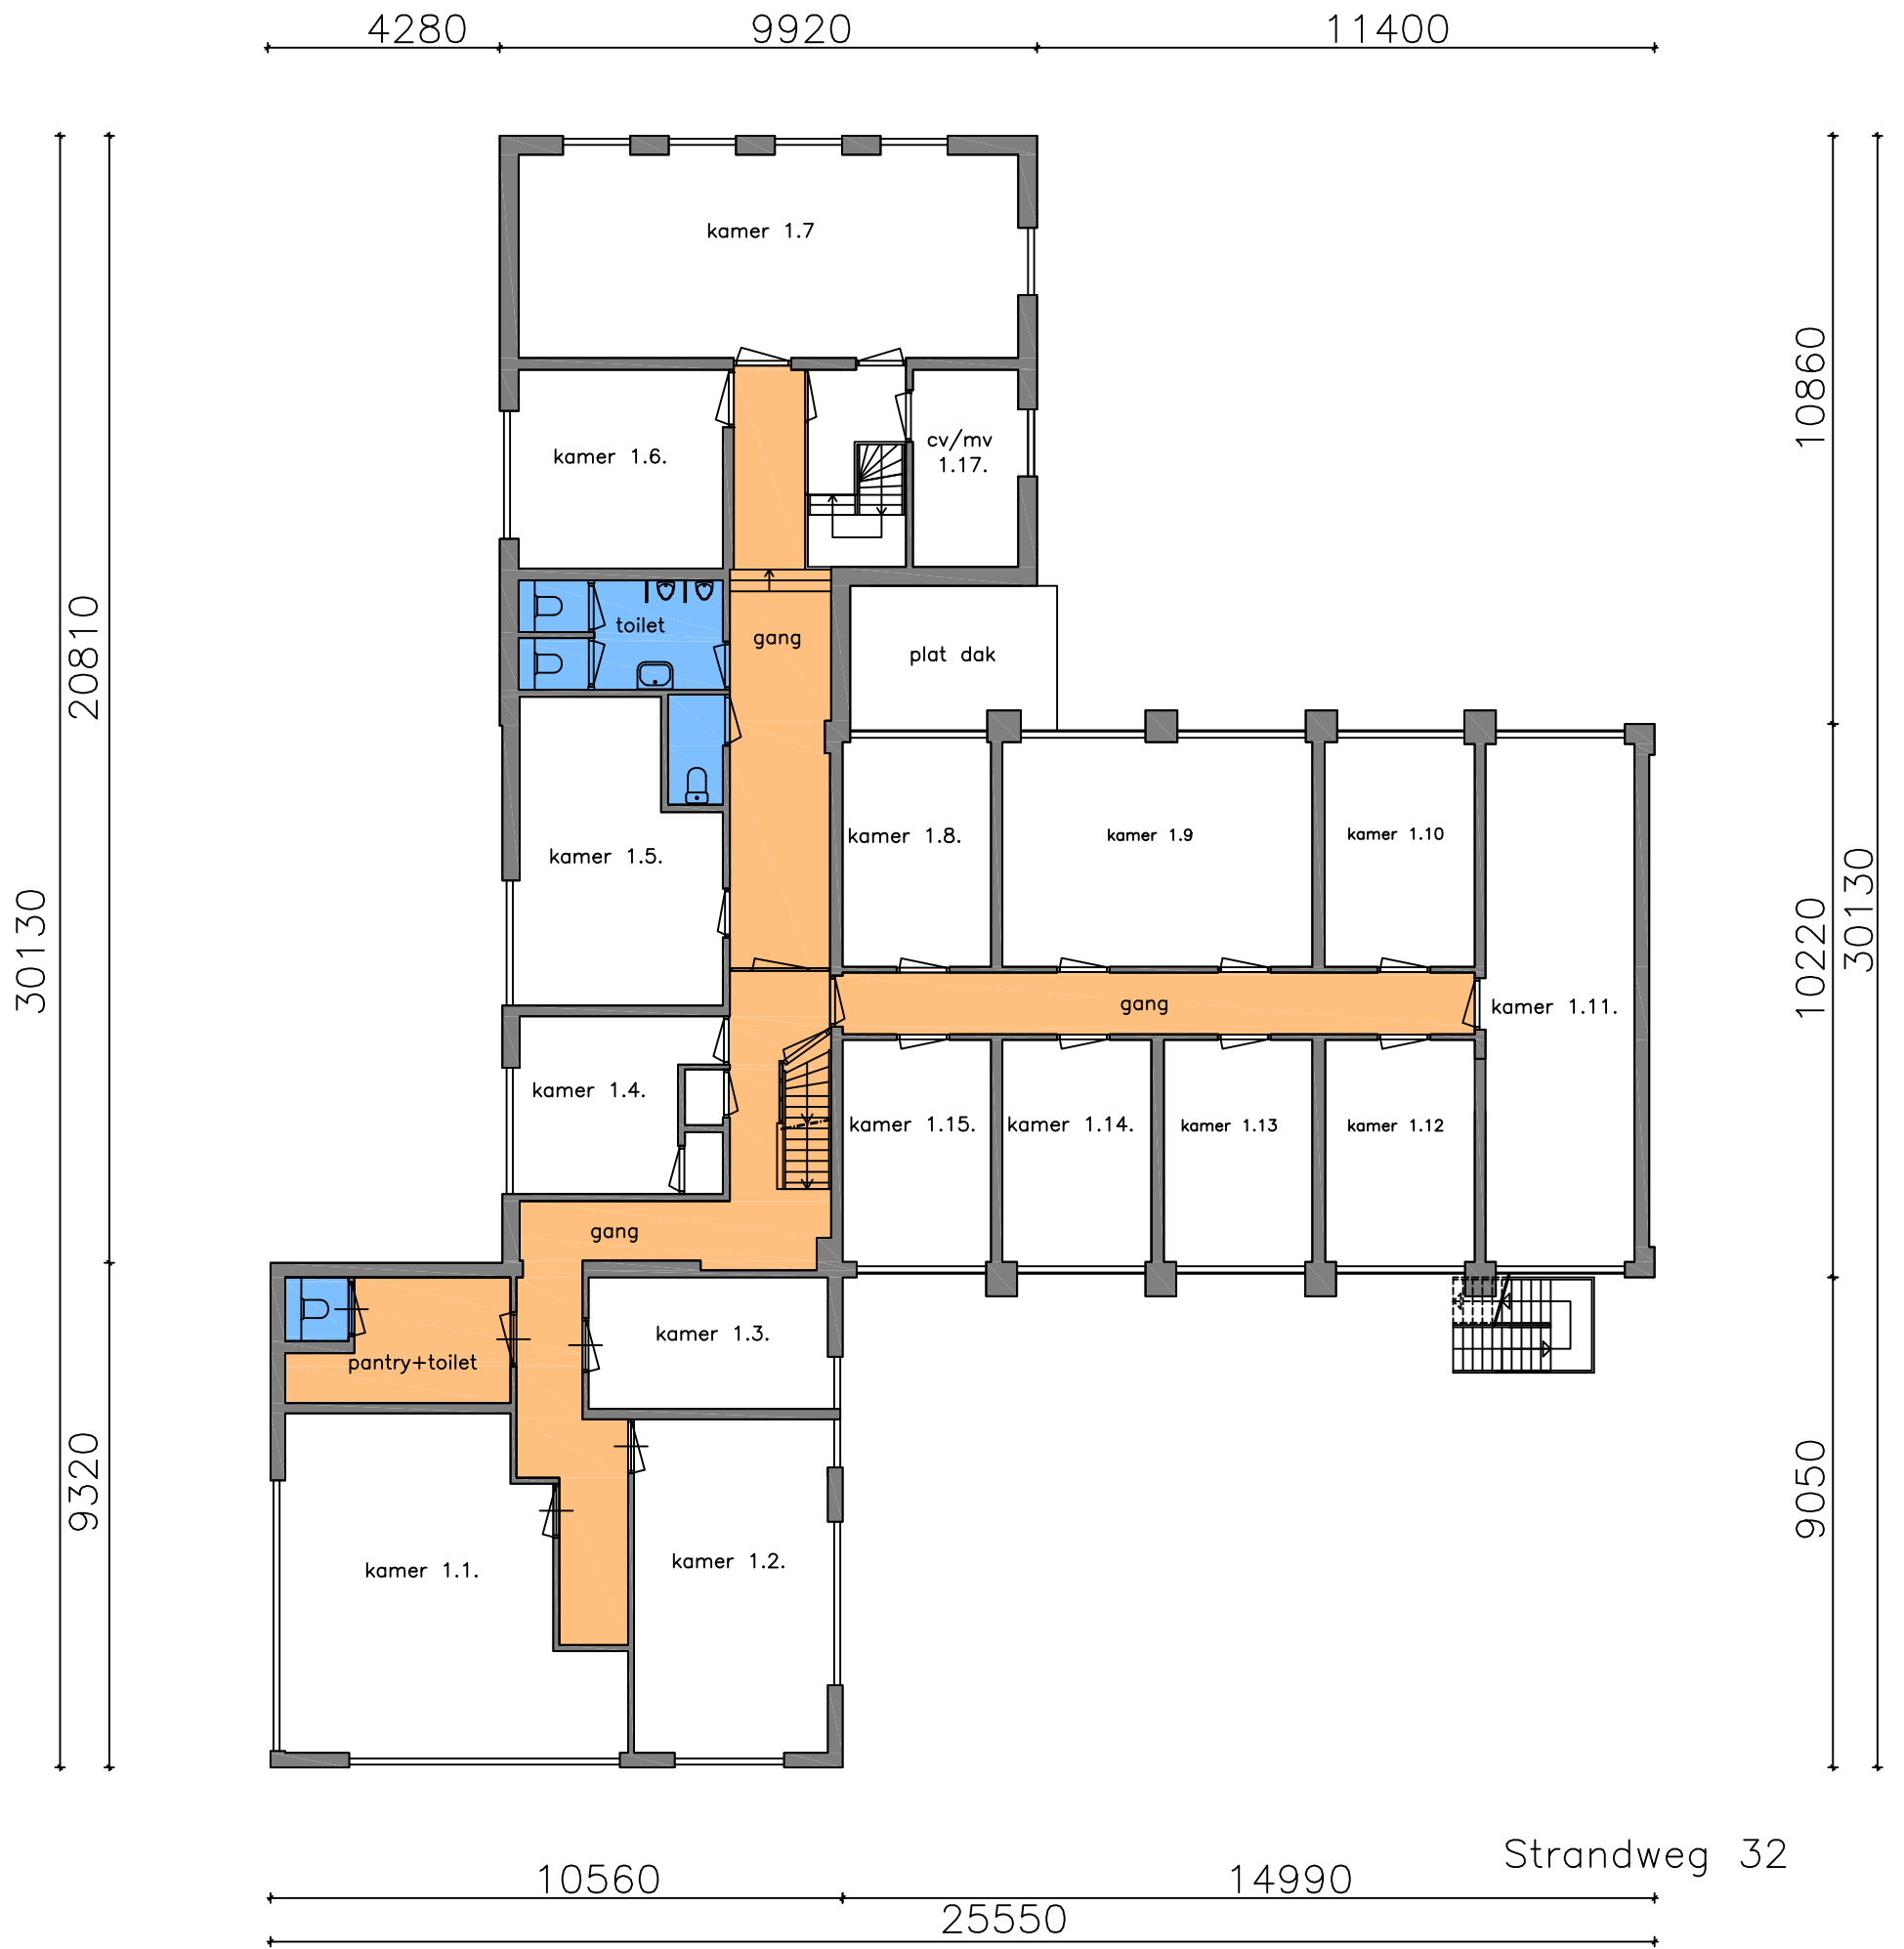 4280 9920 11400
kamer 1.7
10860
kamer 1.6.
cv/mv
1.17.
20810
toilet
gang
plat dak
kamer 1.8.
kamer 1.9
kamer 1.10
kamer 1.5.
30130
10220
30130
gang
kamer 1.11.
kamer 1.4.
kamer 1.15.
kamer 1.14.
kamer 1.13
kamer 1.12
gang
kamer 1.3.
pantry+toilet
9320
9050
kamer 1.1.
kamer 1.2.
Strandweg 32
10560 14990
25550